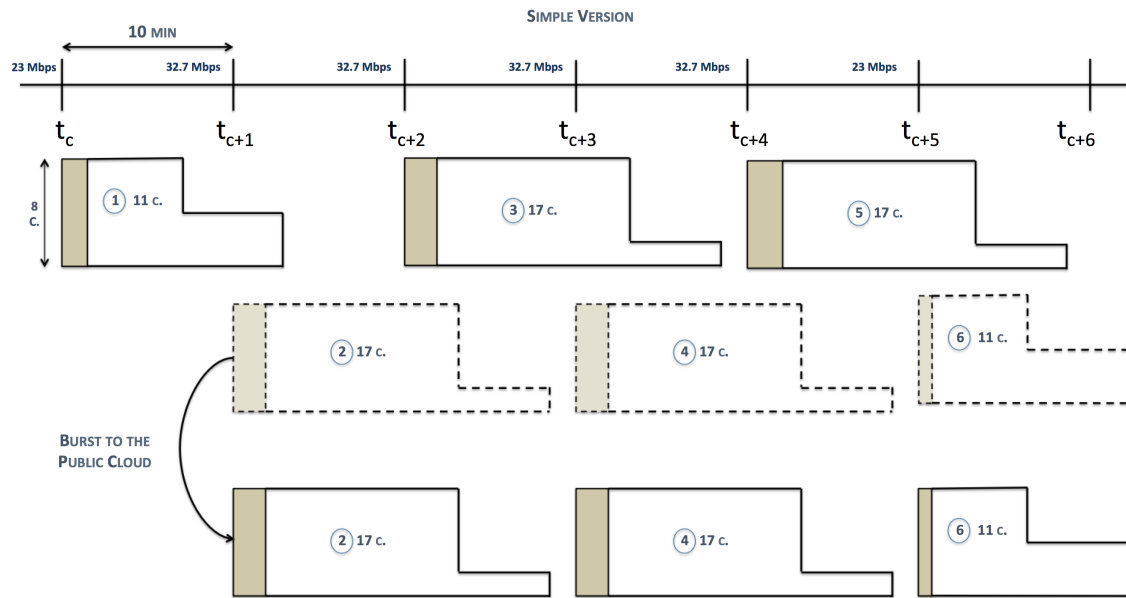 SIMPLE VERSION
10 MIN
23 Mbps 32.7 Mbps 32.7 Mbps 32.7 Mbps 32.7 Mbps 23 Mbps
tc tc+1 tc+2 tc+3 tc+4 tc+5 tc+6
8
C.
1 11 C.
3 17 C.
5 17 C.
2 17 C.
4 17 C.
6 11 C.
BURST TO THE
PUBLIC CLOUD
2 17 C.
4 17 C.
6 11 C.